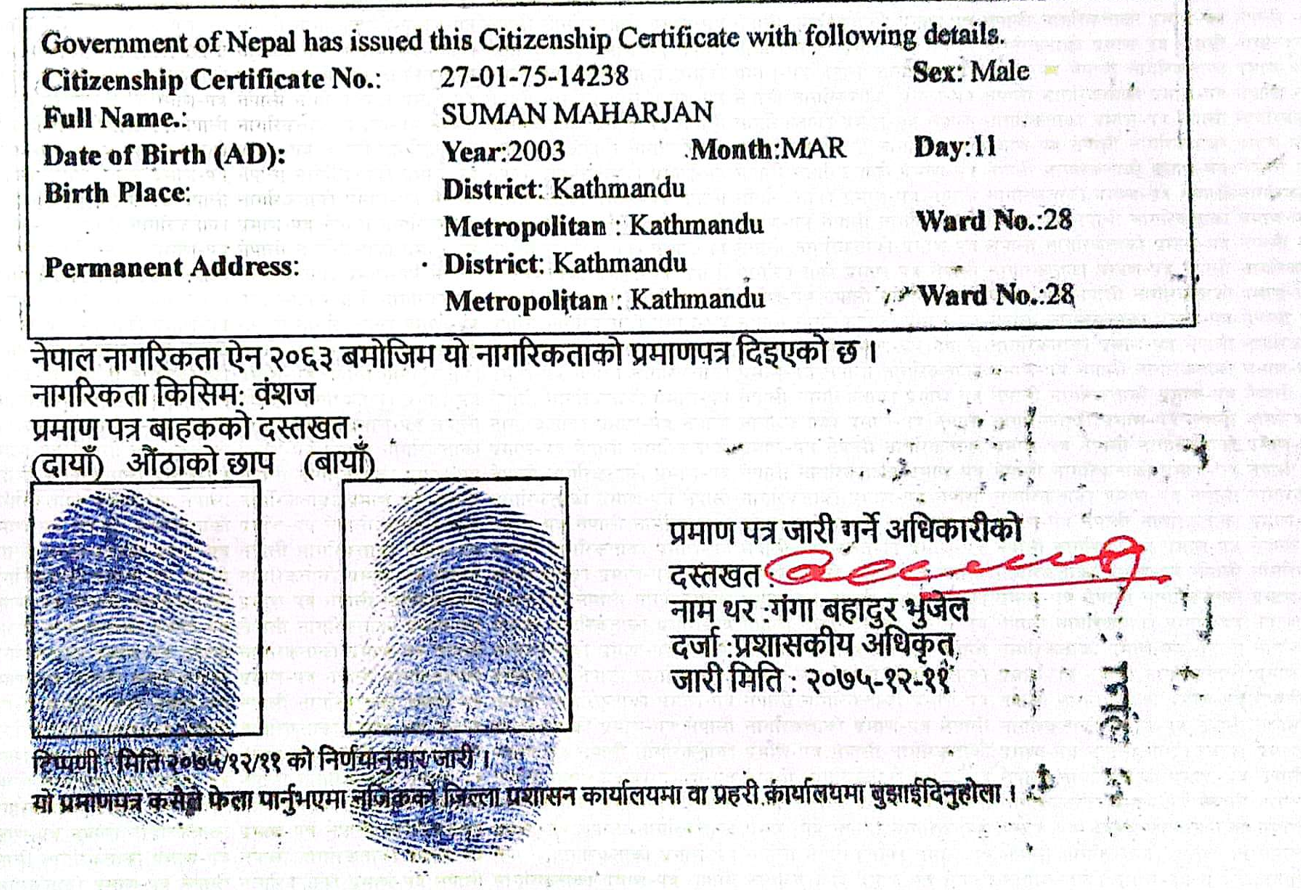 Government of Nepal has issued this Citizenship Certificate with following details.
Citizenship Certificate No.: 27-01-75-14238 Sex: Male
Full Name.: SUMAN MAHARJAN
Date of Birth (AD): Year:2003 Month:MAR Day:11
Birth Place: District: Kathmandu
Metropolitan : Kathmandu Ward No.:28
Permanent Address: District: Kathmandu
Metropolitan : Kathmandu Ward No.:28
नेपाल नागरिकता ऐन २०६३ बमोजिम यो नागरिकताको प्रमाणपत्र दिइएको छ ।
नागरिकता किसिम: वंशज
प्रमाण पत्र बाहकको दस्तखत:
(दायाँ) औंठाको छाप (बायाँ)
प्रमाण पत्र जारी गर्ने अधिकारीको
दस्तखत
नाम थर :गंगा बहादुर भुजेल
दर्जा :प्रशासकीय अधिकृत
जारी मिति : २०७५-१२-११
टिप्पणी : मिति २०७५/१२/११ को निर्णयानुसार जारी ।
यो प्रमाणपत्र कसैले फेला पार्नुभएमा नजिकको जिल्ला प्रशासन कार्यालयमा वा प्रहरी कार्यालयमा बुझाइदिनुहोला ।